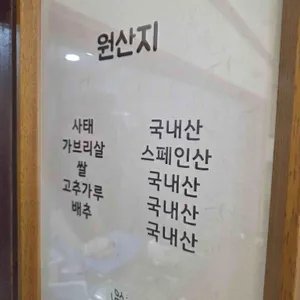 원산지
사태 국내산
가브리살 스페인산
쌀 국내산
고추가루 국내산
배추 국내산